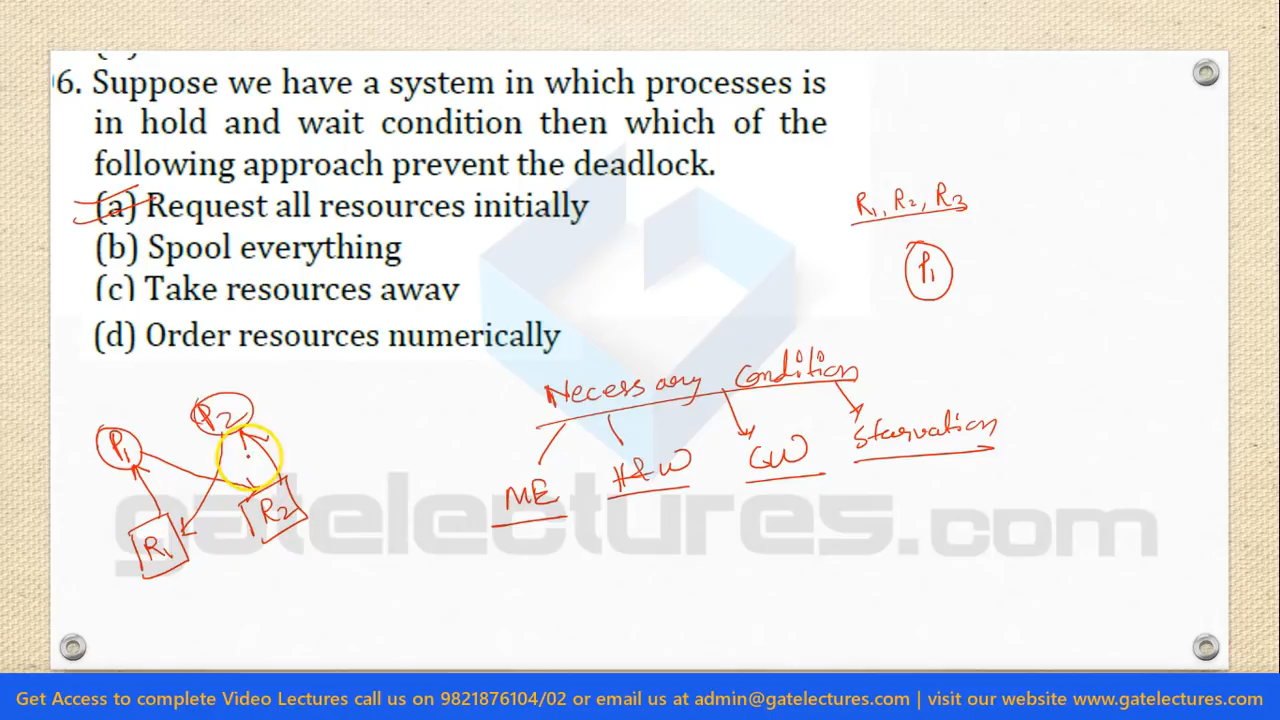 6. Suppose we have a system in which processes is
in hold and wait condition then which of the
following approach prevent the deadlock.
(a) Request all resources initially
(b) Spool everything
(c) Take resources away
(d) Order resources numerically
R1, R2, R3
P1
Necessary Condition
ME
H&W
CW
Starvation
P1
P2
R1
R2
gatelectures.com
Get Access to complete Video Lectures call us on 9821876104/02 or email us at admin@gatelectures.com | visit our website www.gatelectures.com